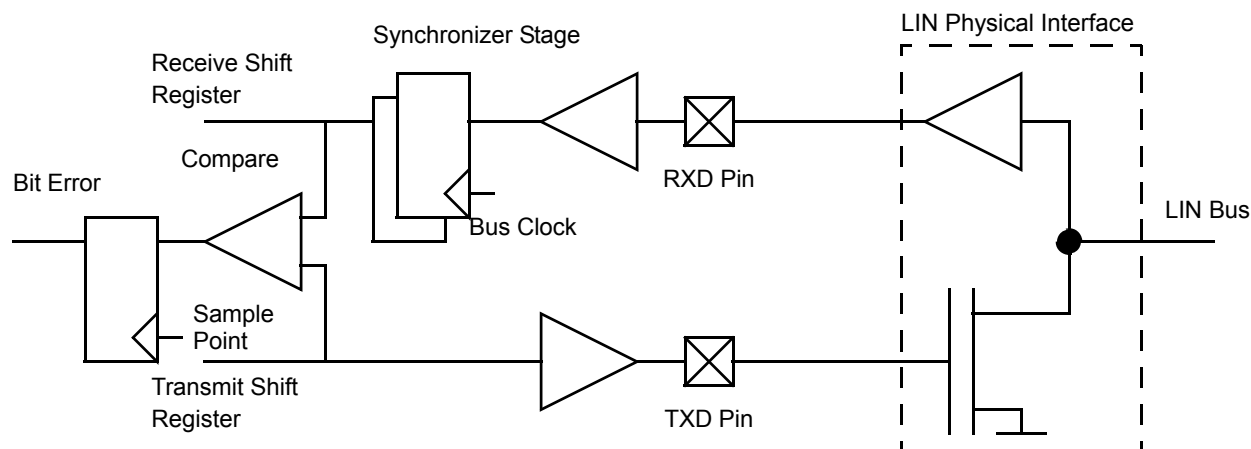 LIN Physical Interface
Synchronizer Stage
Receive Shift
Register
Compare
RXD Pin
Bit Error
Bus Clock
LIN Bus
Sample
Point
Transmit Shift
Register
TXD Pin